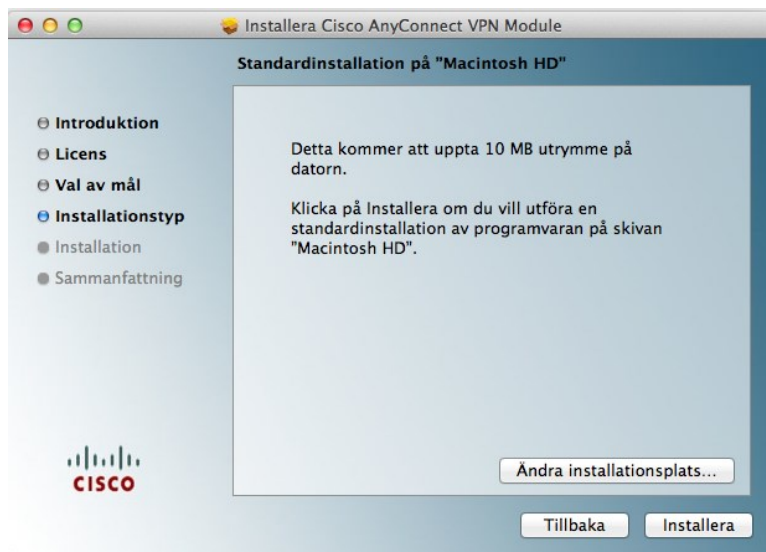 Installera Cisco AnyConnect VPN Module
Standardinstallation på "Macintosh HD"
Introduktion
Licens
Val av mål
Installationstyp
Installation
Sammanfattning
Detta kommer att uppta 10 MB utrymme på
datorn.
Klicka på Installera om du vill utföra en
standardinstallation av programvaran på skivan
"Macintosh HD".
CISCO
Ändra installationsplats...
Tillbaka
Installera